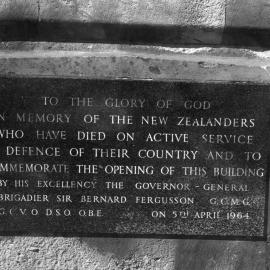 TO THE GLORY OF GOD
N MEMORY OF THE NEW ZEALANDERS
WHO HAVE DIED ON ACTIVE SERVICE
DEFENCE OF THEIR COUNTRY AND TO
OMMEMORATE THE OPENING OF THIS BUILDING
BY HIS EXCELLENCY THE GOVERNOR - GENERAL
BRIGADIER SIR BERNARD FERGUSSON G.C.M.G.
G.C.V.O. D.S.O. O.B.E. ON 5TH APRIL 1964